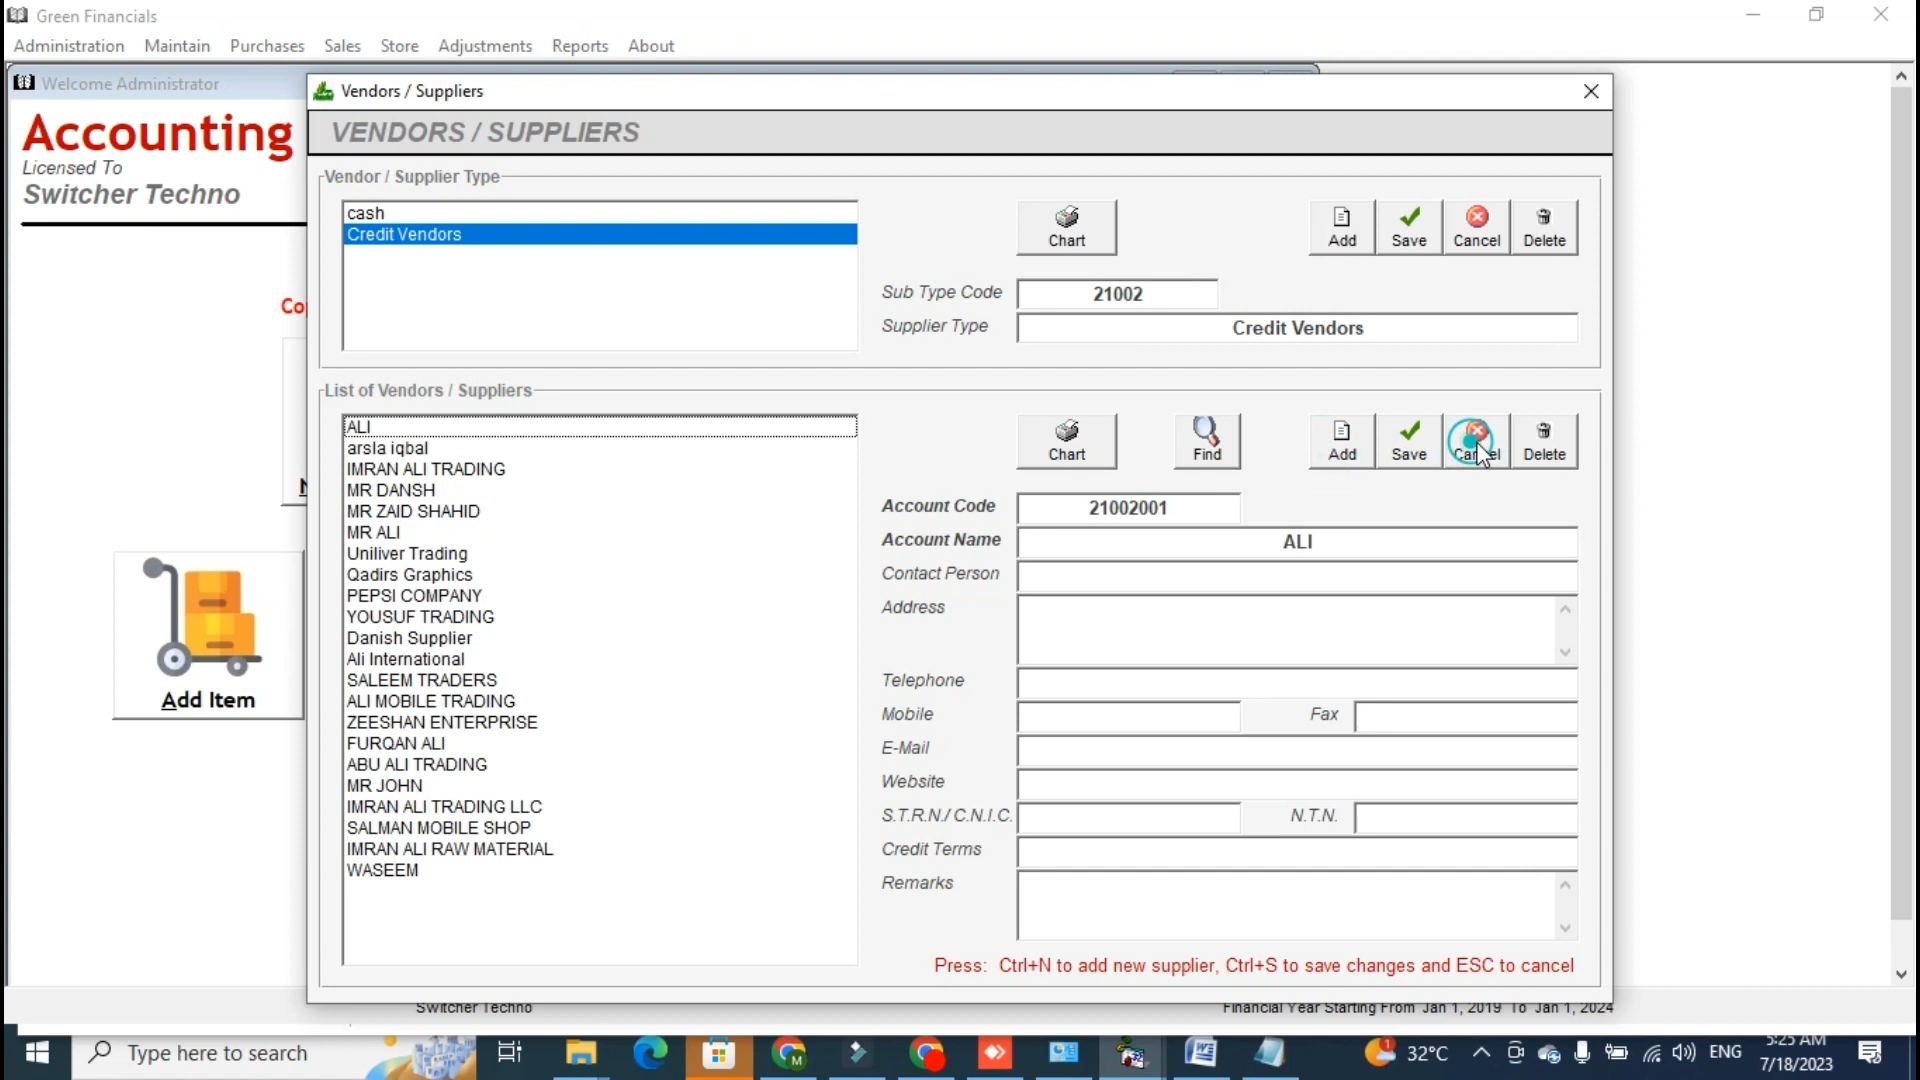 Green Financials
Administration Maintain Purchases Sales Store Adjustments Reports About
Welcome Administrator
Accounting
Licensed To
Switcher Techno
Add Item
Vendors / Suppliers
VENDORS / SUPPLIERS
Vendor / Supplier Type
cash
Credit Vendors
Chart
Add Save Cancel Delete
Sub Type Code 21002
Supplier Type Credit Vendors
List of Vendors / Suppliers
ALI
arsla iqbal
IMRAN ALI TRADING
MR DANSH
MR ZAID SHAHID
MR ALI
Uniliver Trading
Qadirs Graphics
PEPSI COMPANY
YOUSUF TRADING
Danish Supplier
Ali International
SALEEM TRADERS
ALI MOBILE TRADING
ZEESHAN ENTERPRISE
FURQAN ALI
ABU ALI TRADING
MR JOHN
IMRAN ALI TRADING LLC
SALMAN MOBILE SHOP
IMRAN ALI RAW MATERIAL
WASEEM
Chart Find Add Save Cancel Delete
Account Code 21002001
Account Name ALI
Contact Person
Address
Telephone
Mobile Fax
E-Mail
Website
S.T.R.N./ C.N.I.C. N.T.N.
Credit Terms
Remarks
Press: Ctrl+N to add new supplier, Ctrl+S to save changes and ESC to cancel
Switcher Techno Financial Year Starting From Jan 1, 2019 To Jan 1, 2024
Type here to search
32°C
ENG
5:25 AM
7/18/2023